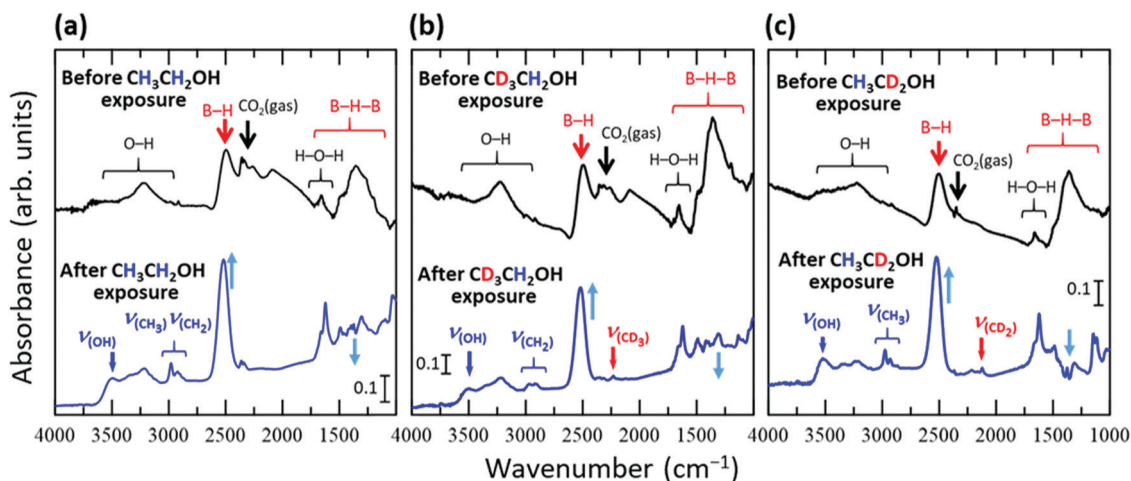 (a)
Before CH3CH2OH
exposure
B–H
CO2(gas)
B–H–B
O–H
H-O-H
After CH3CH2OH
exposure
ν(OH)
ν(CH3)
ν(CH2)
0.1
4000 3500 3000 2500 2000 1500 1000
(b)
Before CD3CH2OH
exposure
B–H
CO2(gas)
B–H–B
O–H
H-O-H
After CD3CH2OH
exposure
ν(OH)
ν(CH2)
ν(CD3)
0.1
4000 3500 3000 2500 2000 1500 1000
(c)
Before CH3CD2OH
exposure
B–H
CO2(gas)
B–H–B
O–H
H-O-H
After CH3CD2OH
exposure
ν(OH)
ν(CH3)
ν(CD2)
0.1
4000 3500 3000 2500 2000 1500 1000
Absorbance (arb. units)
Wavenumber (cm–1)